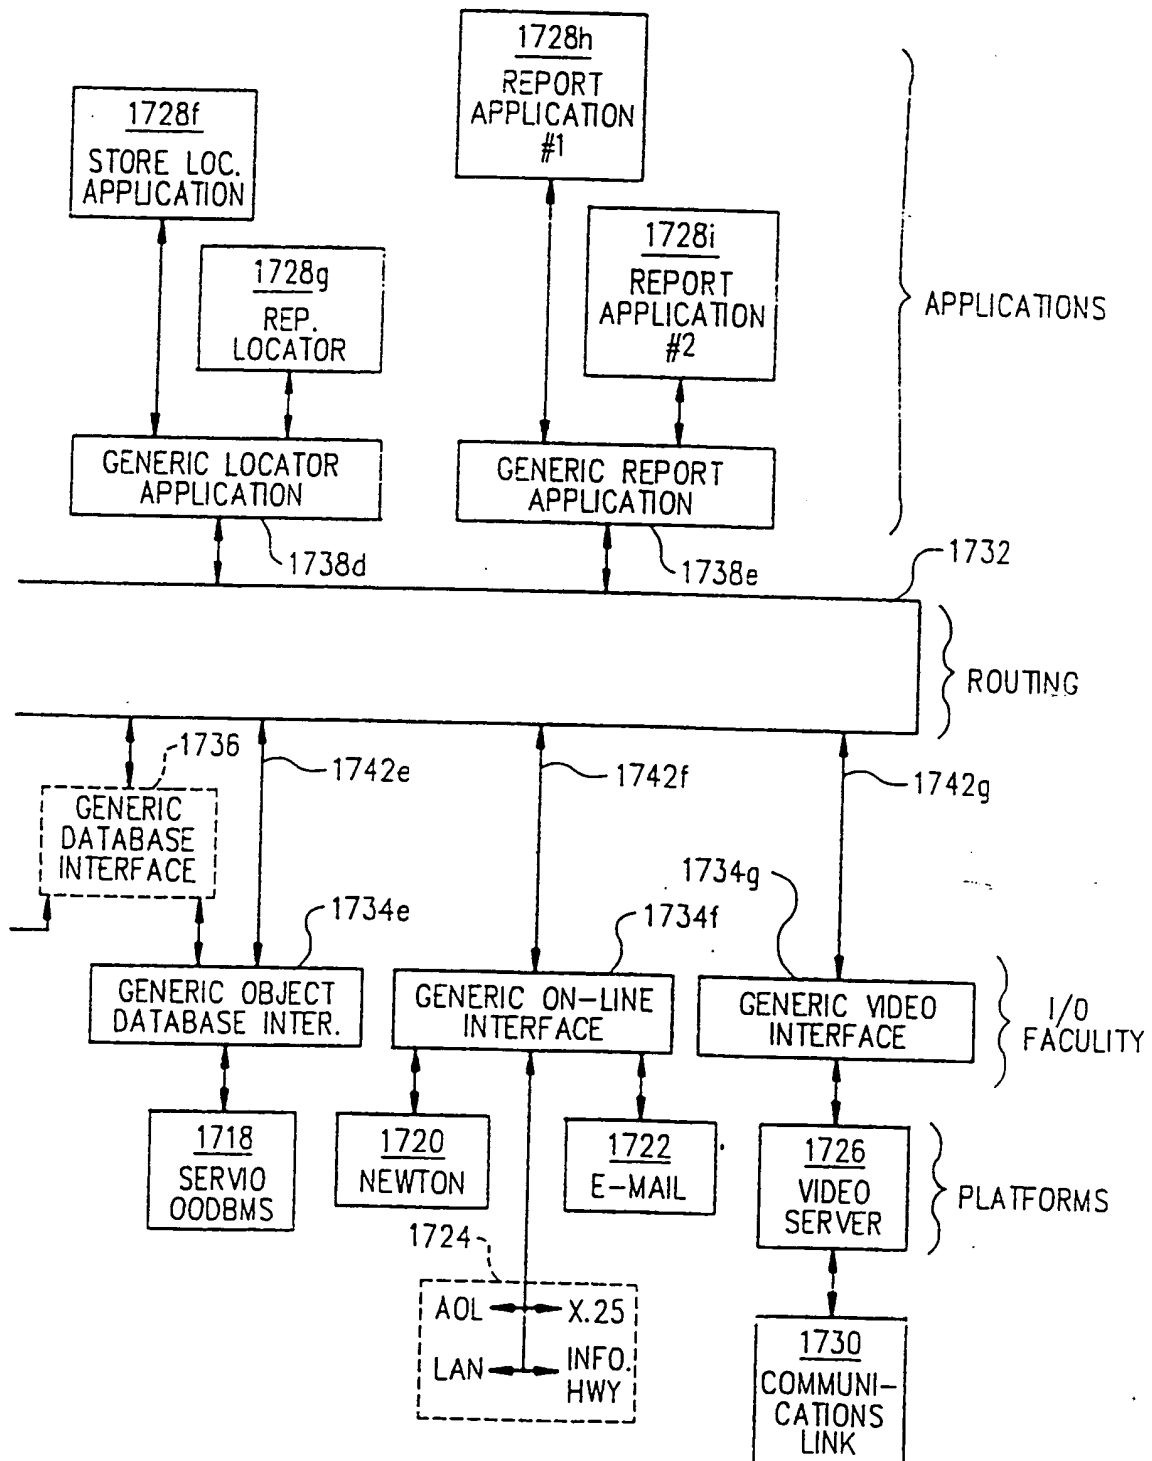 1728h
REPORT
APPLICATION
#1
1728f
STORE LOC.
APPLICATION
1728i
REPORT
APPLICATION
#2
1728g
REP.
LOCATOR
APPLICATIONS
GENERIC LOCATOR
APPLICATION
GENERIC REPORT
APPLICATION
1738d
1738e
1732
ROUTING
1736
1742e
1742f
1742g
GENERIC
DATABASE
INTERFACE
1734g
1734e
1734f
GENERIC OBJECT
DATABASE INTER.
GENERIC ON-LINE
INTERFACE
GENERIC VIDEO
INTERFACE
I/O
FACULITY
1718
SERVIO
OODBMS
1720
NEWTON
1722
E-MAIL
1726
VIDEO
SERVER
PLATFORMS
1724
AOL
X.25
LAN
INFO.
HWY
1730
COMMUNI-
CATIONS
LINK